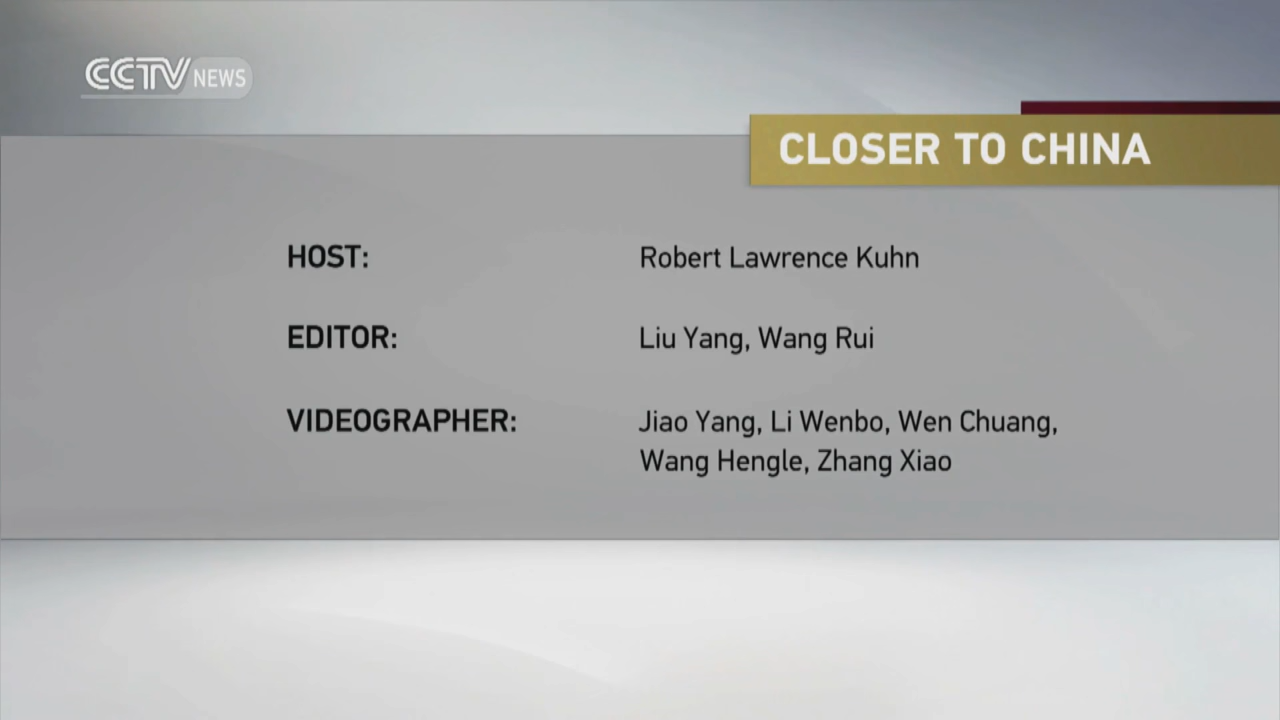 CCTV NEWS
CLOSER TO CHINA
HOST: Robert Lawrence Kuhn
EDITOR: Liu Yang, Wang Rui
VIDEOGRAPHER: Jiao Yang, Li Wenbo, Wen Chuang,
Wang Hengle, Zhang Xiao